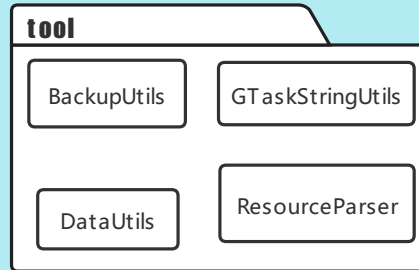 tool
BackupUtils
GTaskStringUtils
DataUtils
ResourceParser